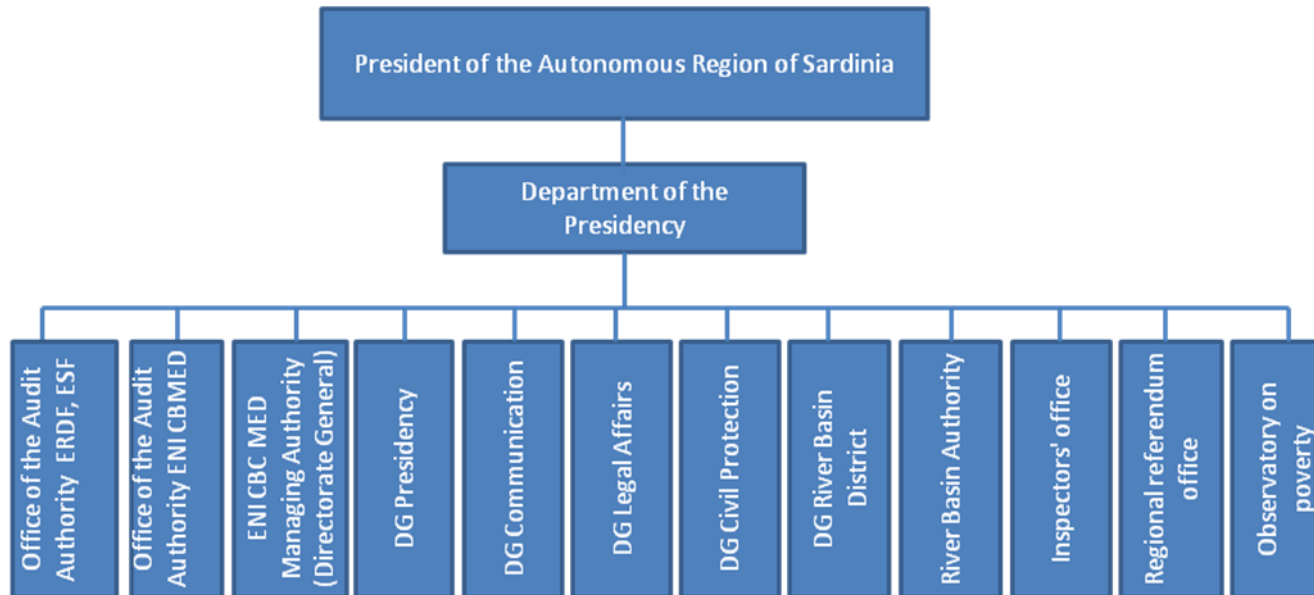 President of the Autonomous Region of Sardinia
Department of the
Presidency
Office of the Audit
Authority ERDF, ESF
Office of the Audit
Authority ENI CBMED
ENI CBC MED
Managing Authority
(Directorate General)
DG Presidency
DG Communication
DG Legal Affairs
DG Civil Protection
DG River Basin
District
River Basin Authority
Inspectors' office
Regional referendum
office
Observatory on
poverty